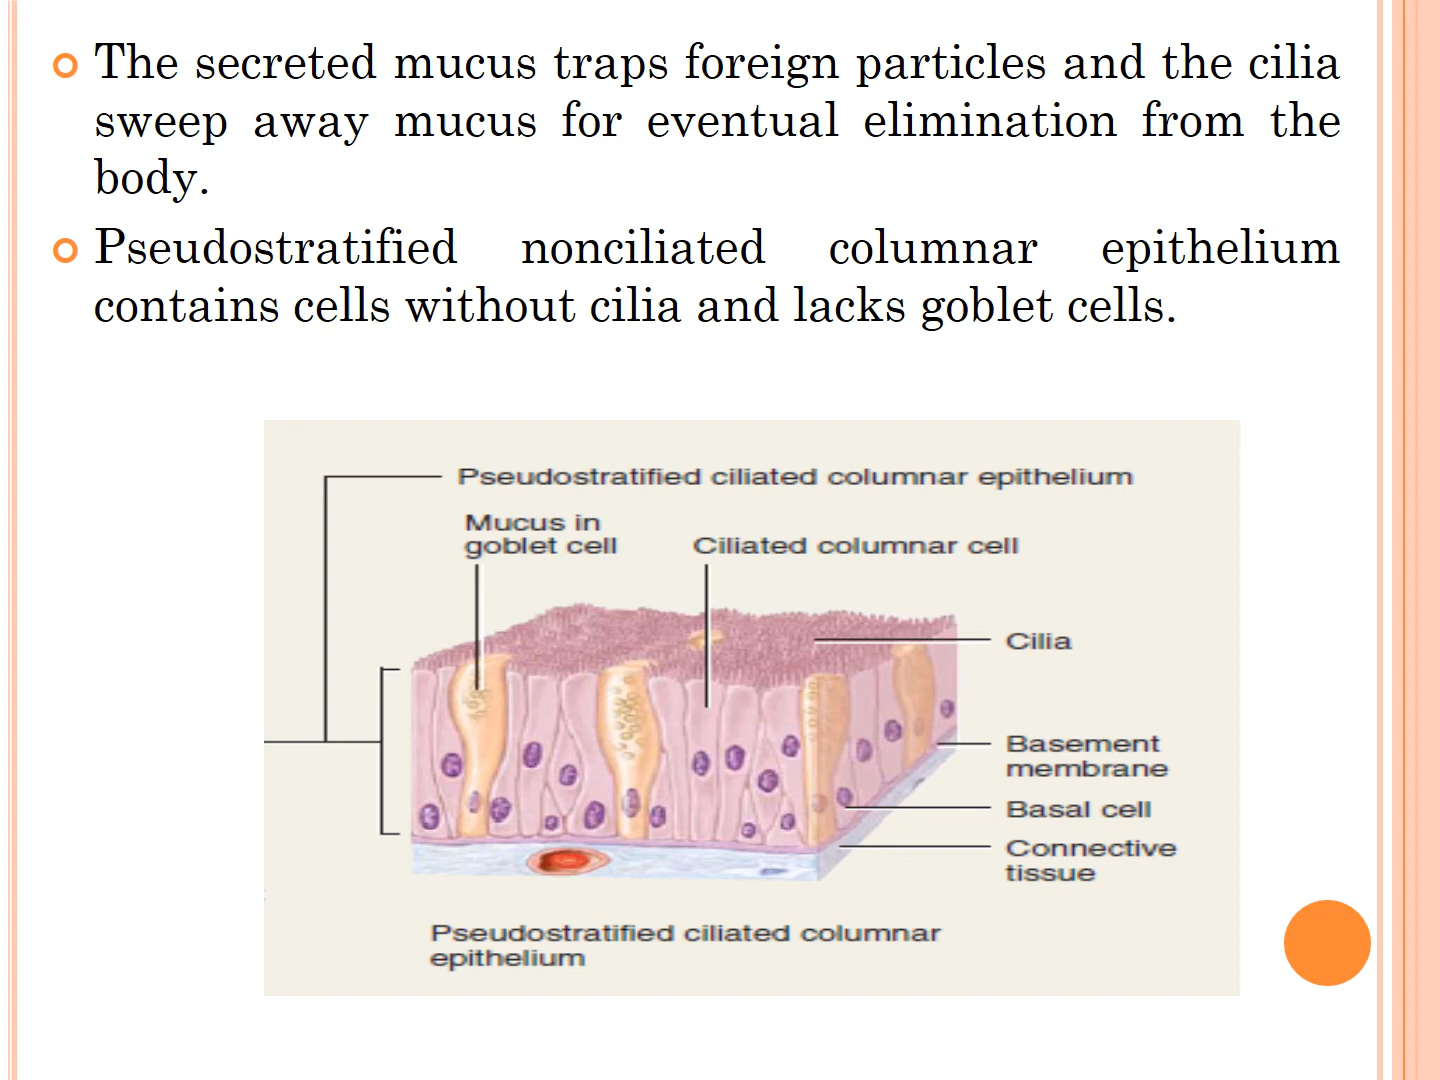 The secreted mucus traps foreign particles and the cilia
sweep away mucus for eventual elimination from the
body.
Pseudostratified nonciliated columnar epithelium
contains cells without cilia and lacks goblet cells.
Pseudostratified ciliated columnar epithelium
Mucus in
goblet cell
Ciliated columnar cell
Cilia
Basement
membrane
Basal cell
Connective
tissue
Pseudostratified ciliated columnar
epithelium